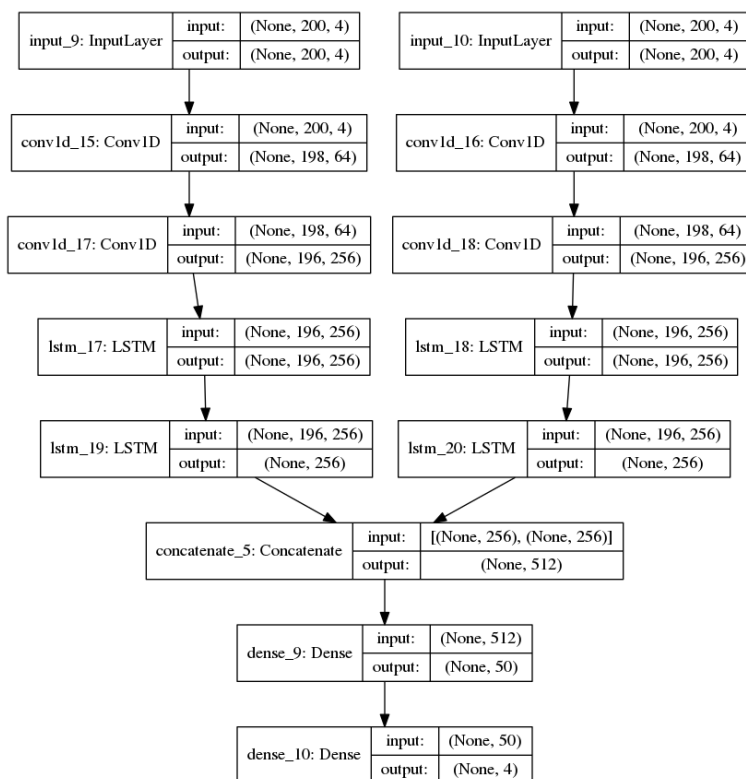 input_9: InputLayer
input: (None, 200, 4)
output: (None, 200, 4)
input_10: InputLayer
input: (None, 200, 4)
output: (None, 200, 4)
conv1d_15: Conv1D
input: (None, 200, 4)
output: (None, 198, 64)
conv1d_16: Conv1D
input: (None, 200, 4)
output: (None, 198, 64)
conv1d_17: Conv1D
input: (None, 198, 64)
output: (None, 196, 256)
conv1d_18: Conv1D
input: (None, 198, 64)
output: (None, 196, 256)
lstm_17: LSTM
input: (None, 196, 256)
output: (None, 196, 256)
lstm_18: LSTM
input: (None, 196, 256)
output: (None, 196, 256)
lstm_19: LSTM
input: (None, 196, 256)
output: (None, 256)
lstm_20: LSTM
input: (None, 196, 256)
output: (None, 256)
concatenate_5: Concatenate
input: [(None, 256), (None, 256)]
output: (None, 512)
dense_9: Dense
input: (None, 512)
output: (None, 50)
dense_10: Dense
input: (None, 50)
output: (None, 4)